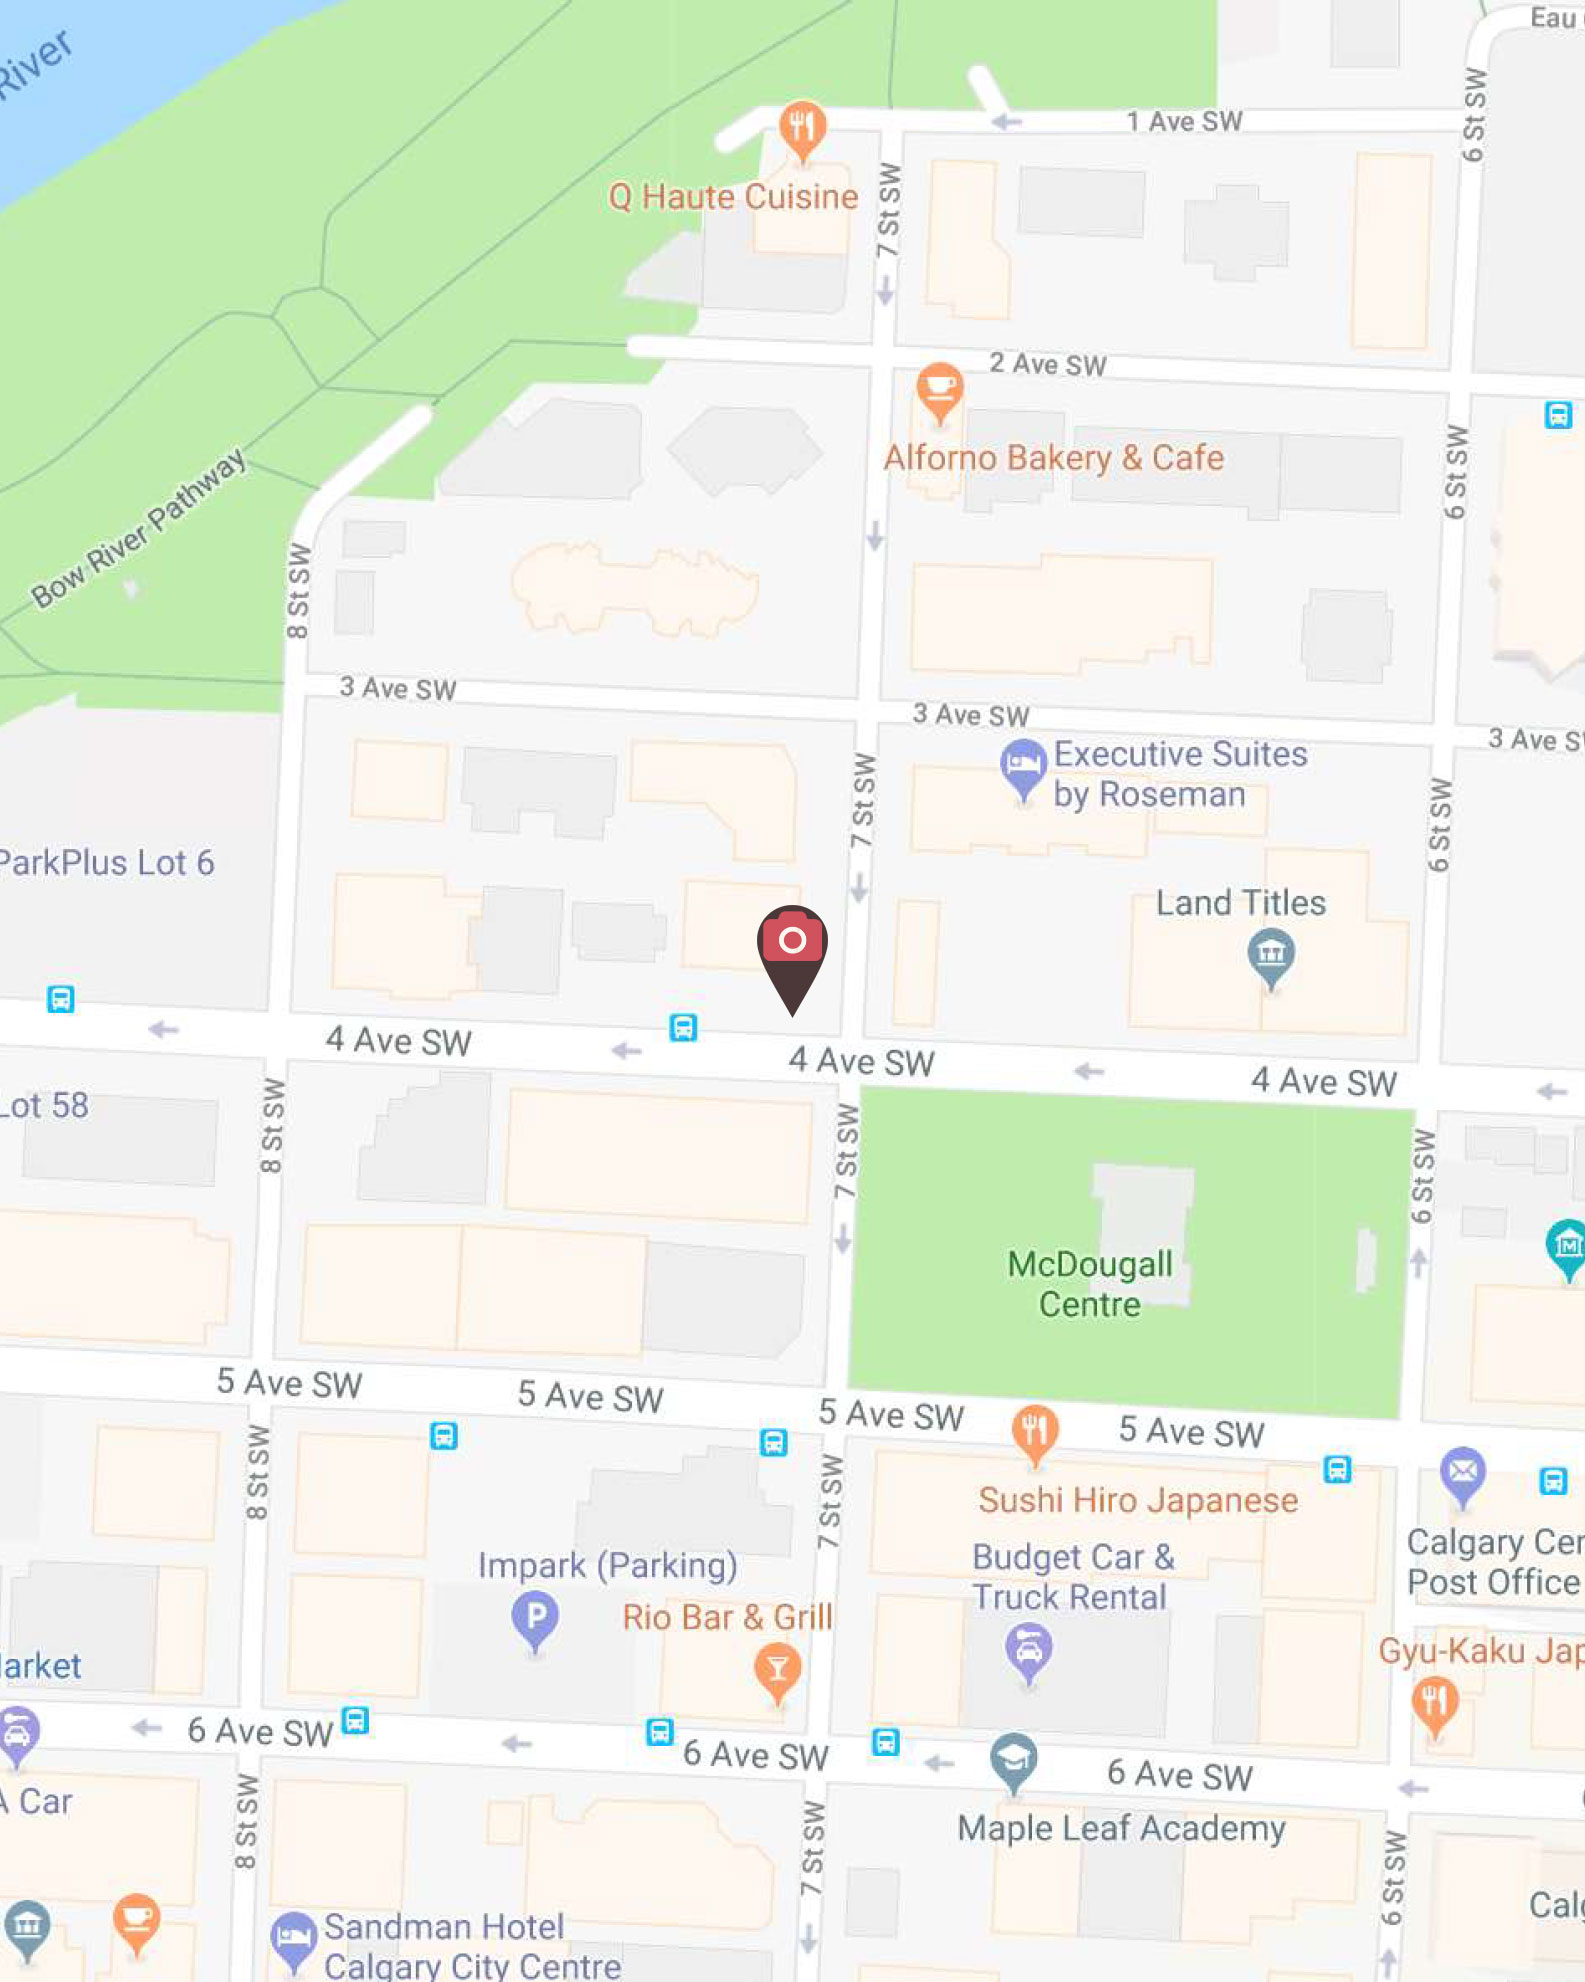 River
Eau
1 Ave SW
6 St SW
Q Haute Cuisine
7 St SW
2 Ave SW
Alforno Bakery & Cafe
6 St SW
Bow River Pathway
8 St SW
3 Ave SW
3 Ave SW
3 Ave S
Executive Suites
by Roseman
7 St SW
6 St SW
ParkPlus Lot 6
Land Titles
4 Ave SW
4 Ave SW
4 Ave SW
Lot 58
8 St SW
7 St SW
6 St SW
McDougall
Centre
M
5 Ave SW
5 Ave SW
5 Ave SW
5 Ave SW
8 St SW
7 St SW
Sushi Hiro Japanese
Calgary Cen
Post Office
Budget Car &
Truck Rental
Impark (Parking)
P
Rio Bar & Grill
Gyu-Kaku Jap
arket
6 Ave SW
6 Ave SW
6 Ave SW
A Car
8 St SW
7 St SW
Maple Leaf Academy
6 St SW
Calg
Sandman Hotel
Calgary City Centre